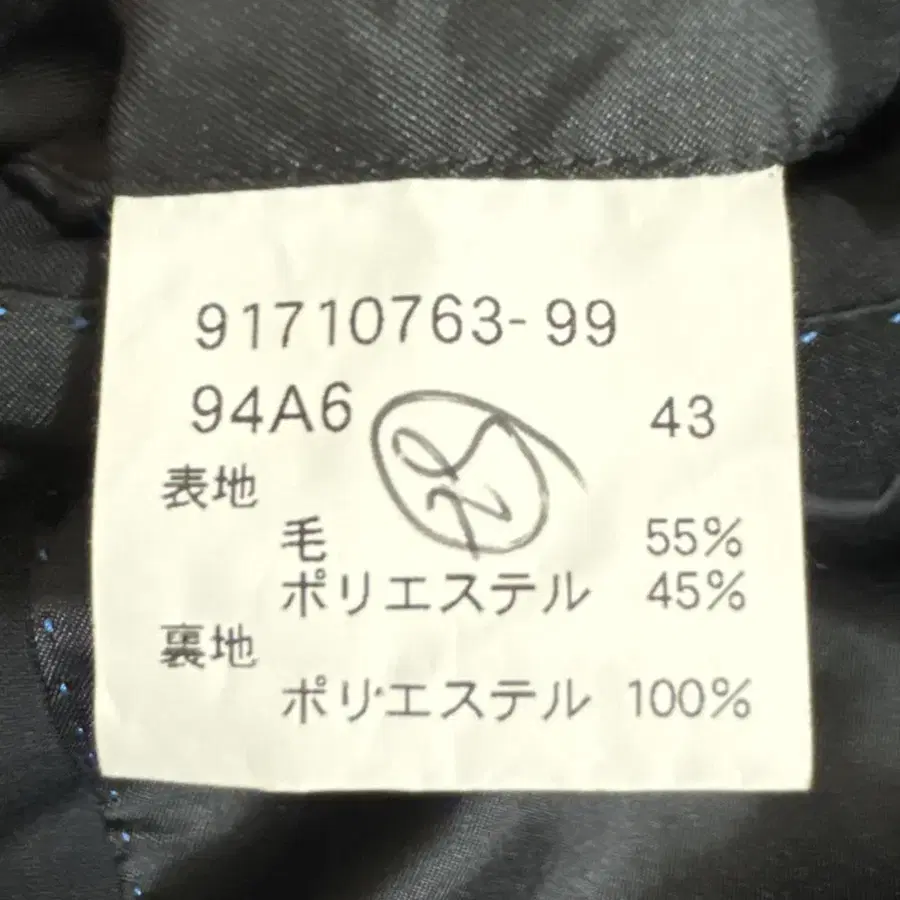 91710763-99
94A6 43
表地
毛 55%
ポリエステル 45%
裏地
ポリエステル 100%